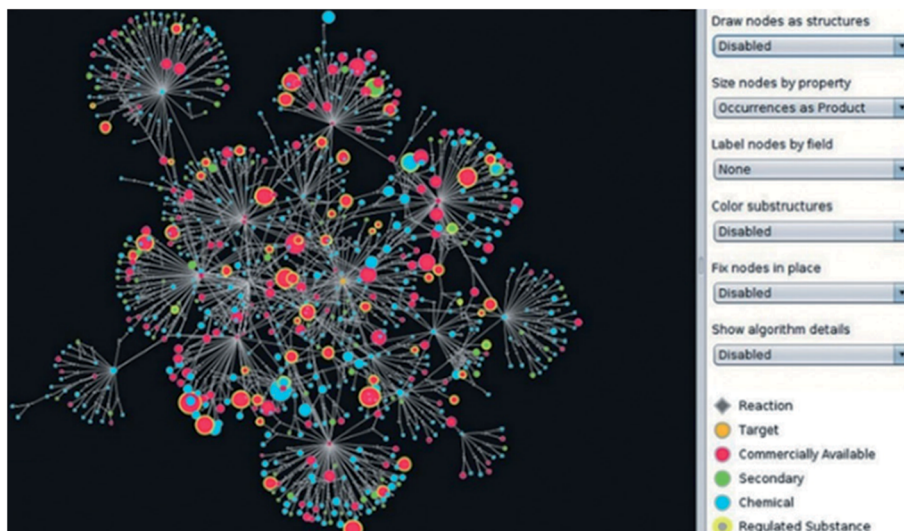 Draw nodes as structures
Disabled
Size nodes by property
Occurrences as Product
Label nodes by field
None
Color substructures
Disabled
Fix nodes in place
Disabled
Show algorithm details
Disabled
Reaction
Target
Commercially Available
Secondary
Chemical
Regulated Substance